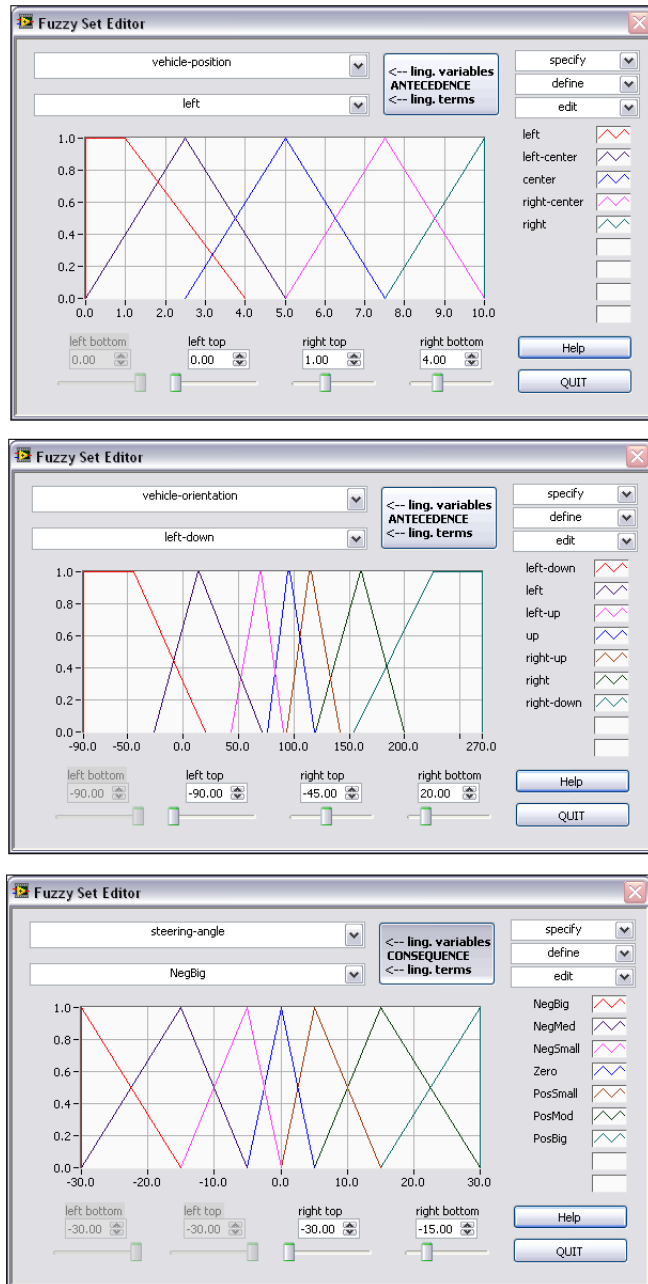 Fuzzy Set Editor
vehicle-position
left
<-- ling. variables
ANTECEDENCE
<-- ling. terms
specify
define
edit
1.0
0.8
0.6
0.4
0.2
0.0
0.0 1.0 2.0 3.0 4.0 5.0 6.0 7.0 8.0 9.0 10.0
left
left-center
center
right-center
right
left bottom left top right top right bottom
0.00 0.00 1.00 4.00
Help
QUIT
Fuzzy Set Editor
vehicle-orientation
left-down
<-- ling. variables
ANTECEDENCE
<-- ling. terms
specify
define
edit
1.0
0.8
0.6
0.4
0.2
0.0
-90.0 -50.0 0.0 50.0 100.0 150.0 200.0 270.0
left-down
left
left-up
up
right-up
right
right-down
left bottom left top right top right bottom
-90.00 -90.00 -45.00 20.00
Help
QUIT
Fuzzy Set Editor
steering-angle
NegBig
<-- ling. variables
CONSEQUENCE
<-- ling. terms
specify
define
edit
1.0
0.8
0.6
0.4
0.2
0.0
-30.0 -20.0 -10.0 0.0 10.0 20.0 30.0
NegBig
NegMed
NegSmall
Zero
PosSmall
PosMod
PosBig
left bottom left top right top right bottom
-30.00 -30.00 -30.00 -15.00
Help
QUIT